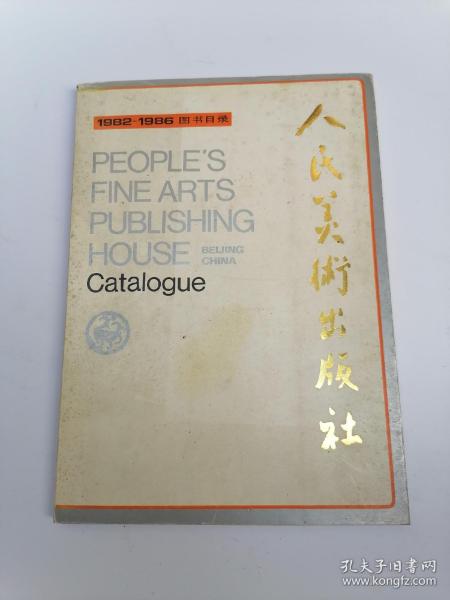 1982-1986 图书目录
PEOPLE'S
FINE ARTS
PUBLISHING
HOUSE BEIJING
CHINA
Catalogue
人民美術出版社
孔夫子旧书网
www.kongfz.com